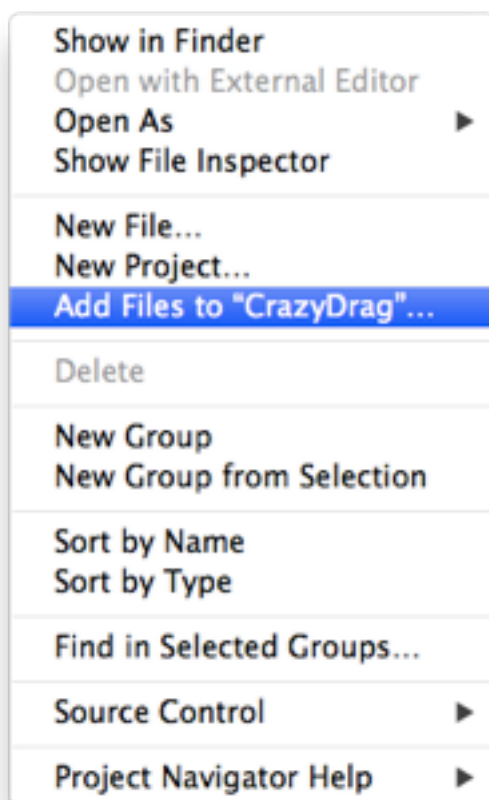 Show in Finder
Open with External Editor
Open As
Show File Inspector
New File...
New Project...
Add Files to “CrazyDrag”...
Delete
New Group
New Group from Selection
Sort by Name
Sort by Type
Find in Selected Groups...
Source Control
Project Navigator Help